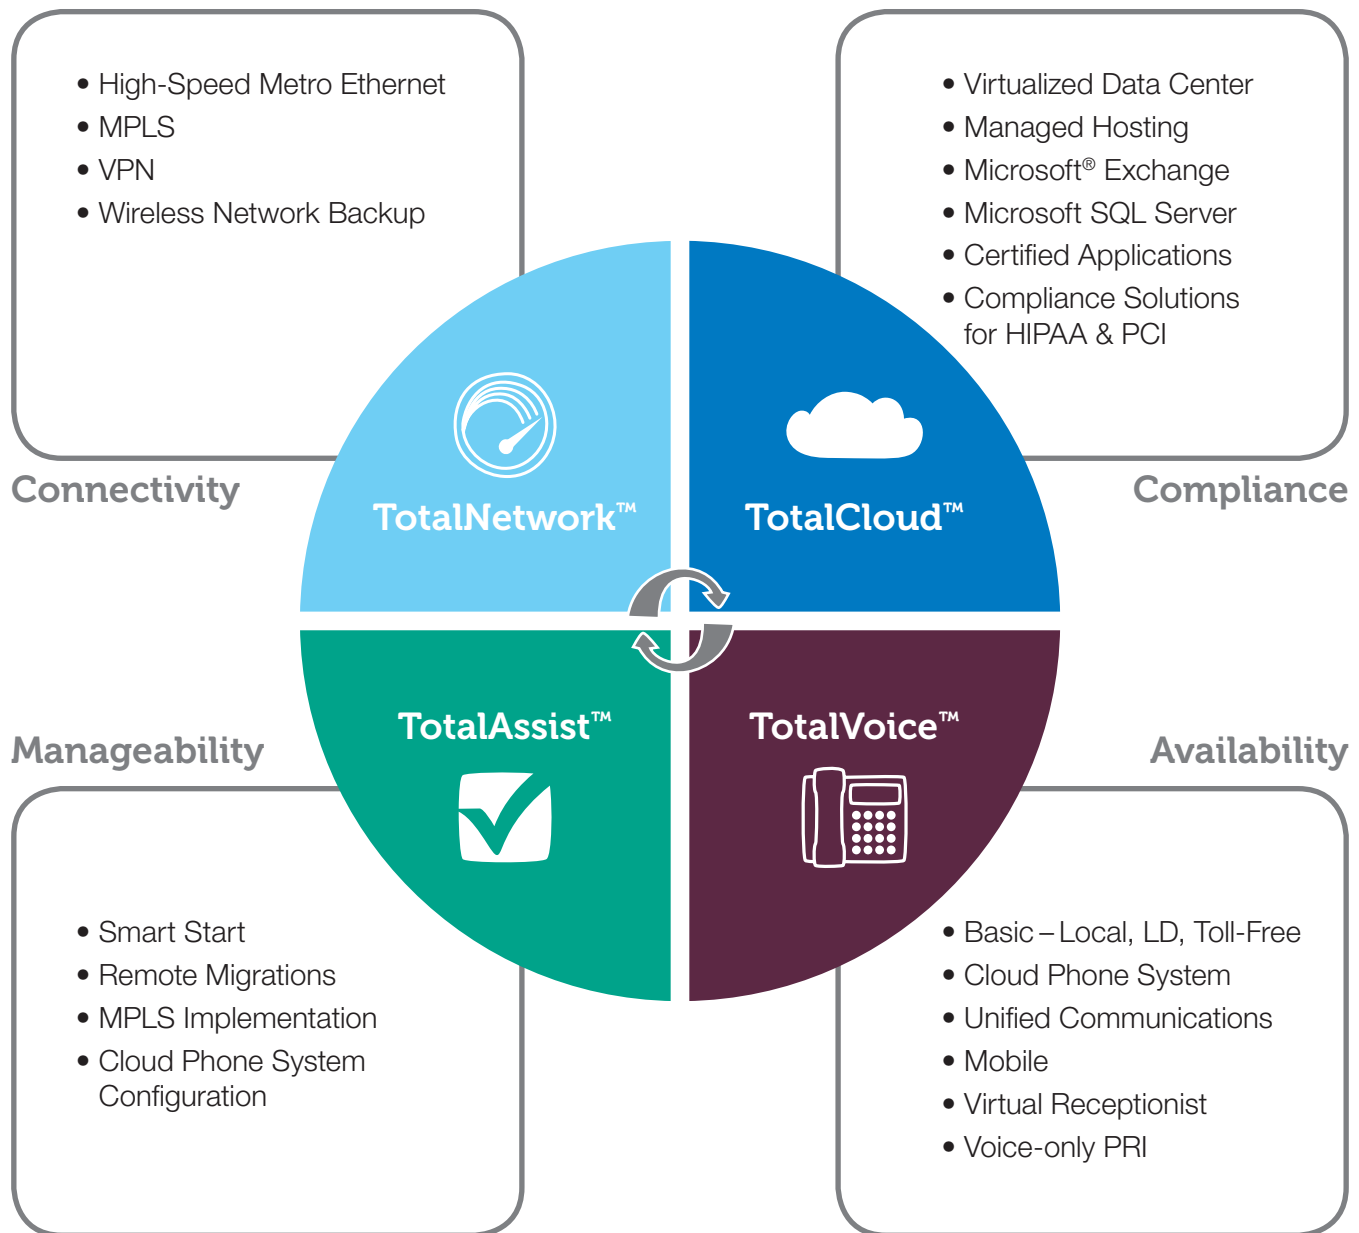 • High-Speed Metro Ethernet
• MPLS
• VPN
• Wireless Network Backup
Connectivity
• Virtualized Data Center
• Managed Hosting
• Microsoft® Exchange
• Microsoft SQL Server
• Certified Applications
• Compliance Solutions
for HIPAA & PCI
Compliance
TotalNetwork™
TotalCloud™
TotalAssist™
TotalVoice™
Manageability
• Smart Start
• Remote Migrations
• MPLS Implementation
• Cloud Phone System
Configuration
Availability
• Basic – Local, LD, Toll-Free
• Cloud Phone System
• Unified Communications
• Mobile
• Virtual Receptionist
• Voice-only PRI